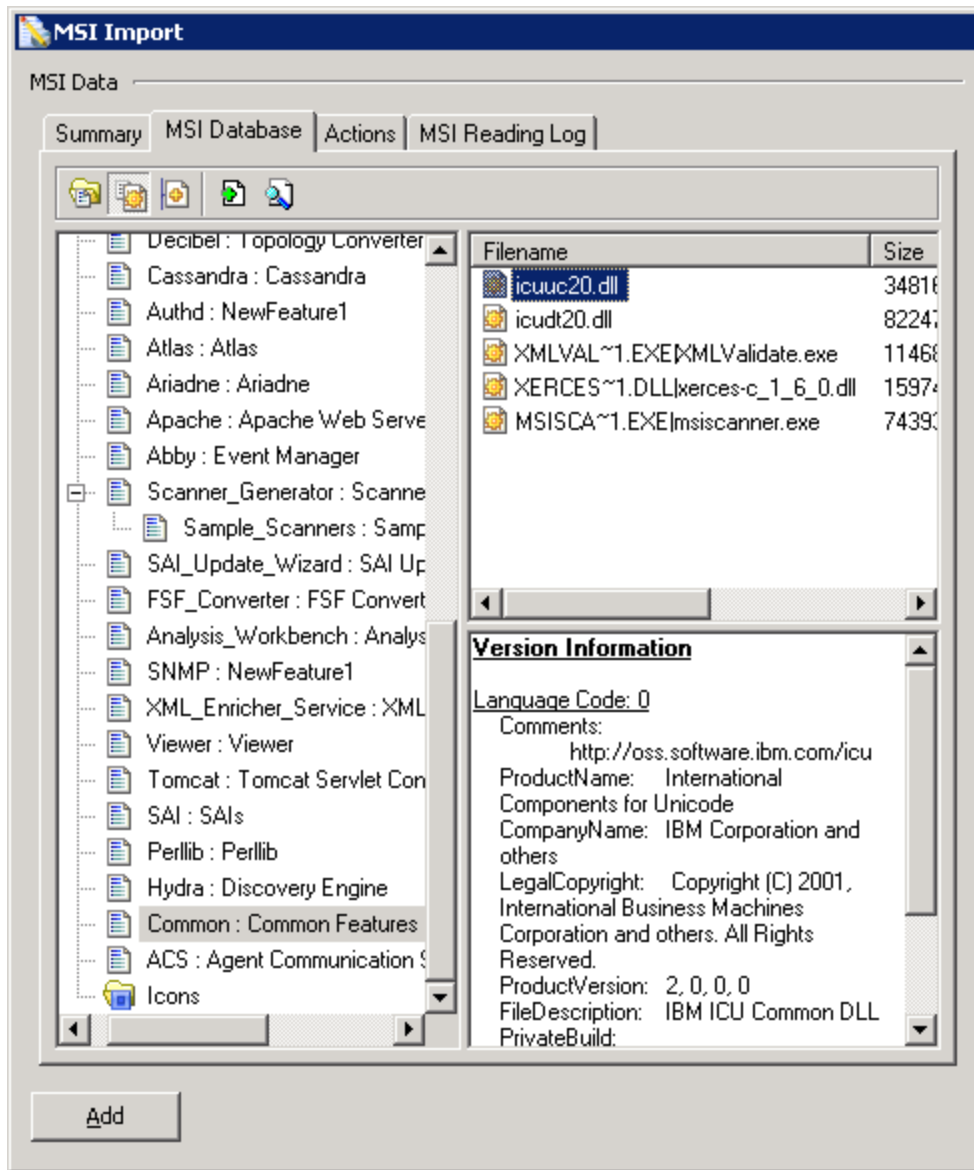 MSI Import
MSI Data
Summary MSI Database Actions MSI Reading Log
Decibel : Topology Converter
Cassandra : Cassandra
Authd : NewFeature1
Atlas : Atlas
Ariadne : Ariadne
Apache : Apache Web Serve
Abby : Event Manager
Scanner_Generator : Scanne
Sample_Scanners : Samp
SAI_Update_Wizard : SAI Up
FSF_Converter : FSF Convert
Analysis_Workbench : Analys
SNMP : NewFeature1
XML_Enricher_Service : XML
Viewer : Viewer
Tomcat : Tomcat Servlet Con
SAI : SAIs
Perllib : Perllib
Hydra : Discovery Engine
Common : Common Features
ACS : Agent Communication S
Icons
Filename Size
icuuc20.dll 34816
icudt20.dll 82247
XMLVAL~1.EXE|XMLValidate.exe 11468
XERCES~1.DLL|xerces-c_1_6_0.dll 15974
MSISCA~1.EXE|msiscanner.exe 74393
Version Information
Language Code: 0
Comments:
http://oss.software.ibm.com/icu
ProductName: International
Components for Unicode
CompanyName: IBM Corporation and
others
LegalCopyright: Copyright (C) 2001,
International Business Machines
Corporation and others. All Rights
Reserved.
ProductVersion: 2, 0, 0, 0
FileDescription: IBM ICU Common DLL
PrivateBuild:
Add